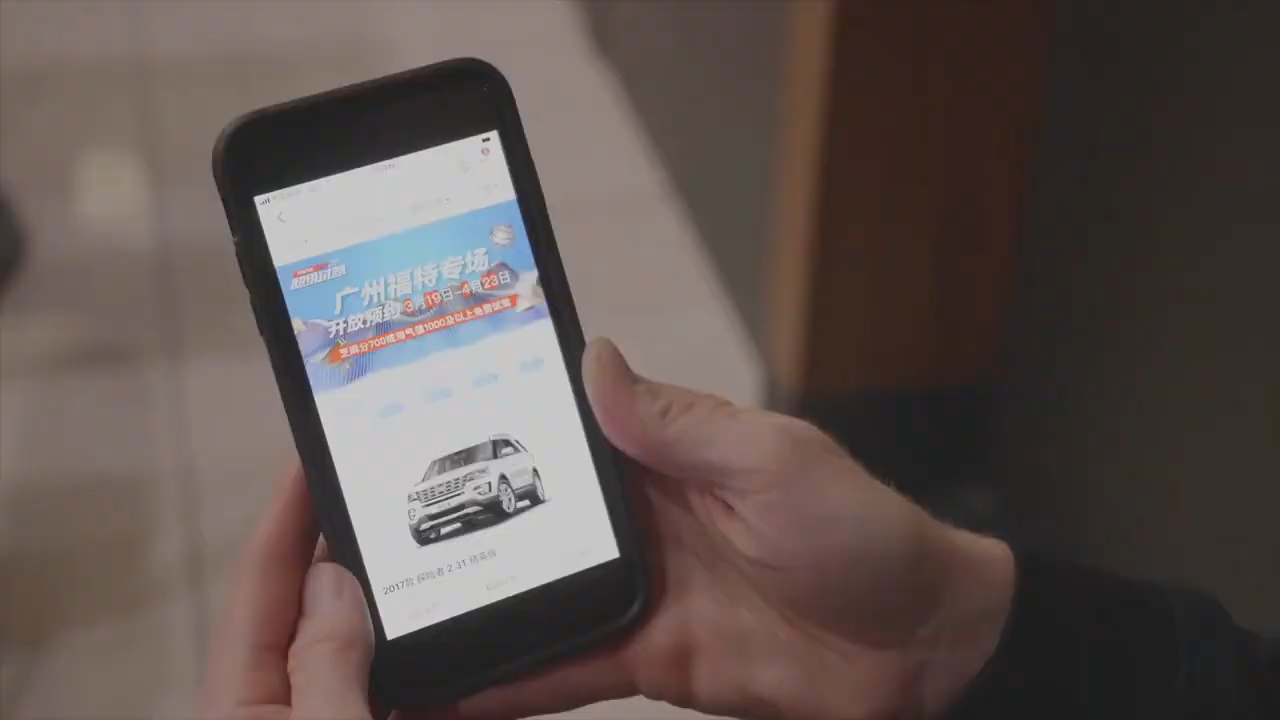 超级试驾
广州福特专场
开放预约 3月19日-4月23日
芝麻分700或淘气值1000及以上免费试驾
2017款 探险者 2.3T 精英版